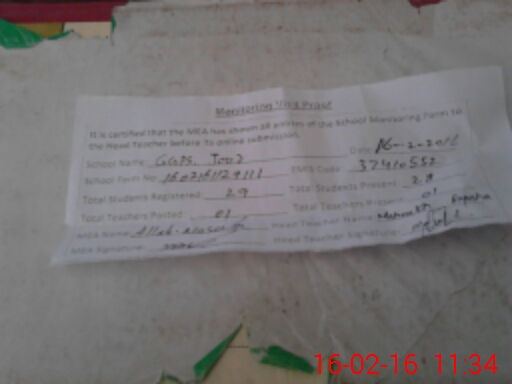 Monitoring Visit Proof
It is certified that the MEA has shown all entries of the School Monitoring Form to
the Head Teacher before its online submission.
School Name GGPS. Date 16-2-2016
School Form No: EMIS Code 37410552
Total Students Registered: 29 Total Students Present: 28
Total Teachers Posted 01 Total Teachers Present 01
MEA Name Head Teacher Name
MEA Signature Head Teacher Signature
16-02-16 11:34